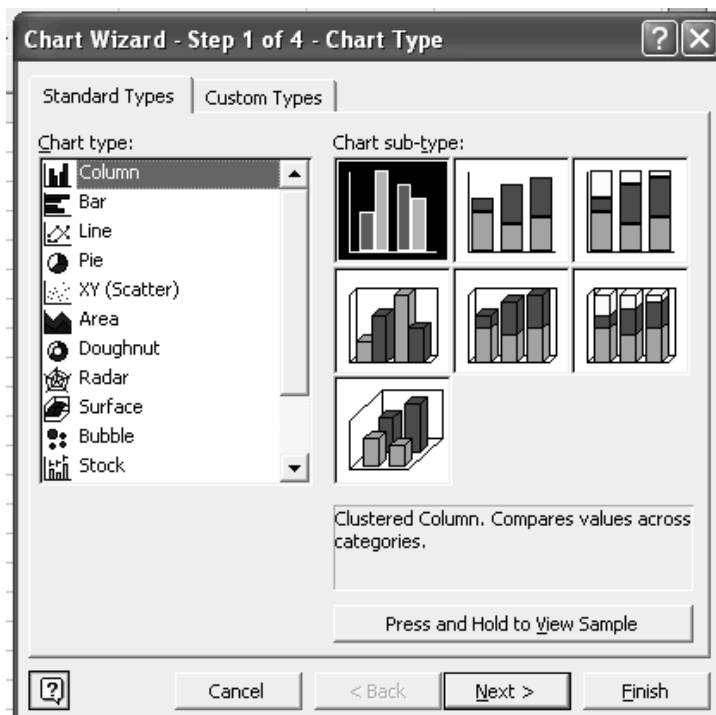 Chart Wizard - Step 1 of 4 - Chart Type
Standard Types
Custom Types
Chart type:
Column
Bar
Line
Pie
XY (Scatter)
Area
Doughnut
Radar
Surface
Bubble
Stock
Chart sub-type:
Clustered Column. Compares values across
categories.
Press and Hold to View Sample
Cancel
< Back
Next >
Finish